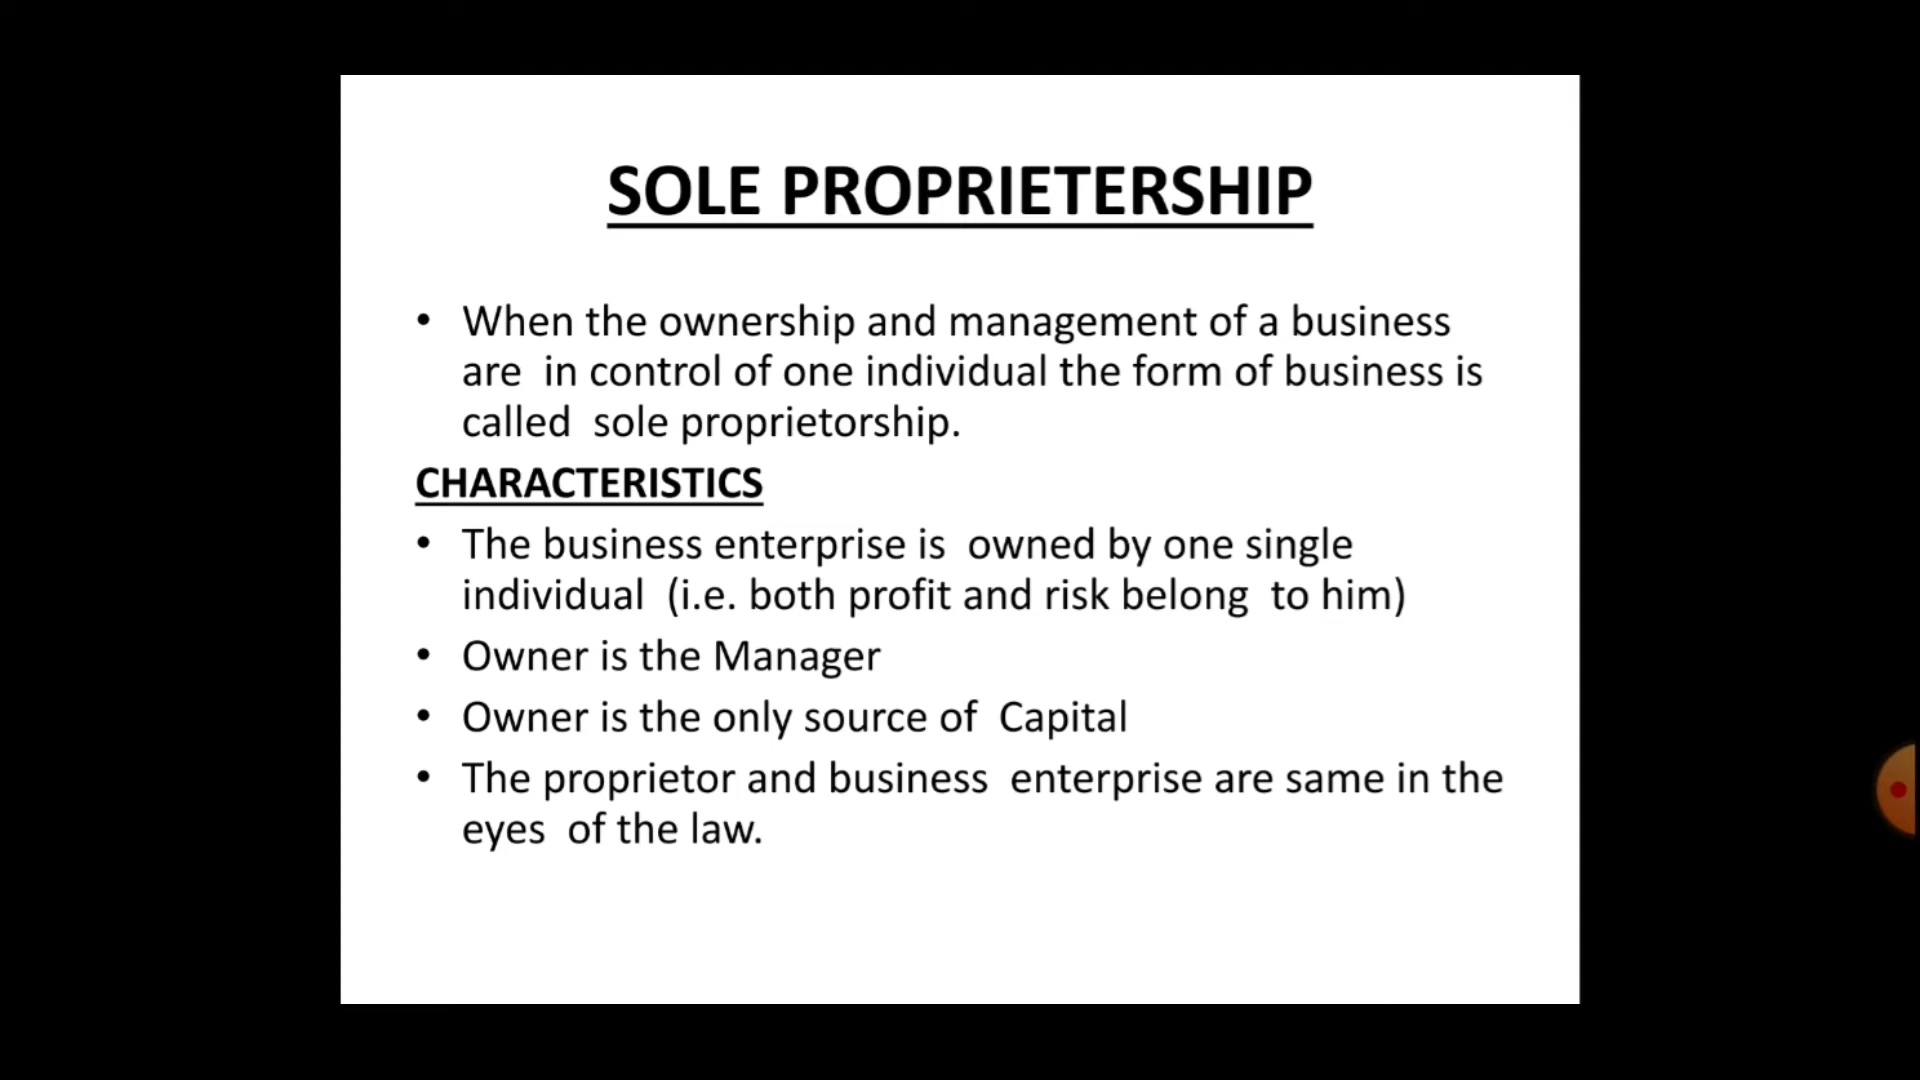 SOLE PROPRIETERSHIP
• When the ownership and management of a business
are in control of one individual the form of business is
called sole proprietorship.
CHARACTERISTICS
• The business enterprise is owned by one single
individual (i.e. both profit and risk belong to him)
• Owner is the Manager
• Owner is the only source of Capital
• The proprietor and business enterprise are same in the
eyes of the law.